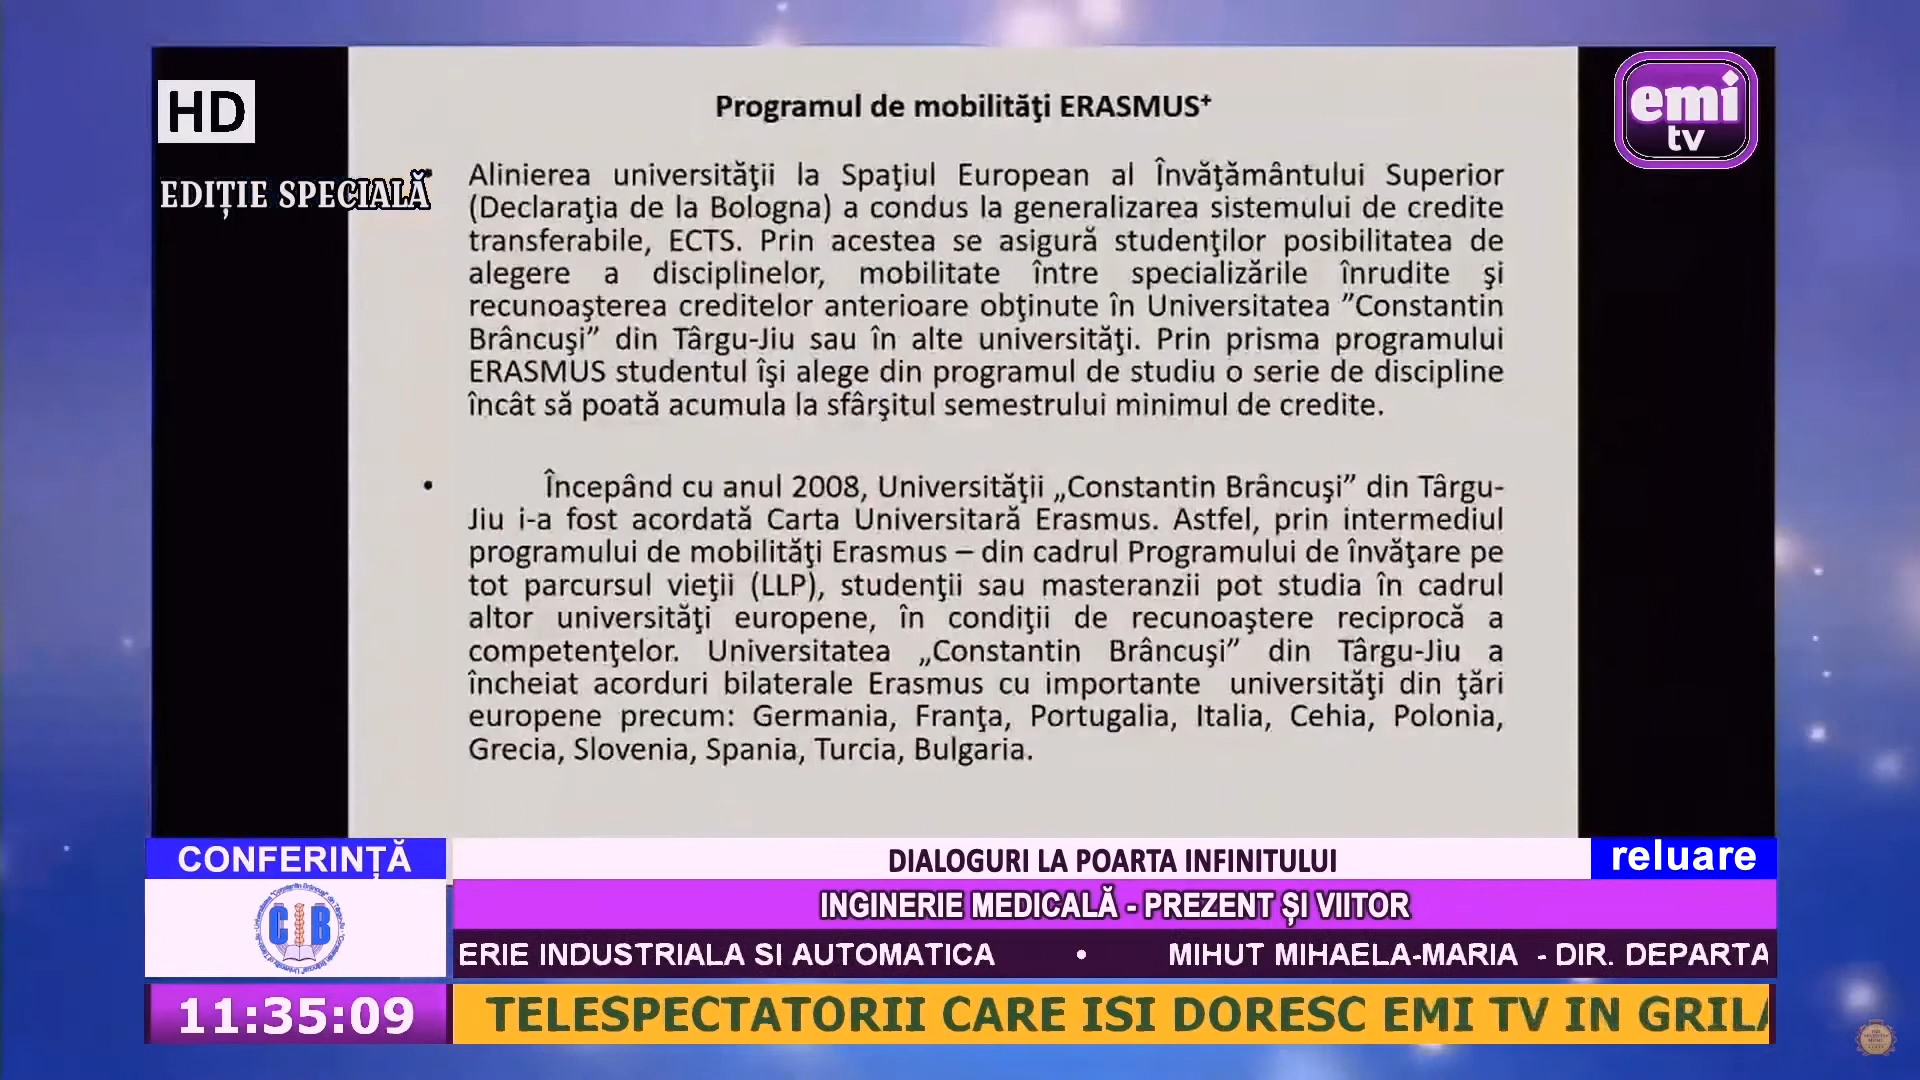 HD
EDIȚIE SPECIALĂ
emi
tv
Programul de mobilităţi ERASMUS⁺
Alinierea universităţii la Spaţiul European al Învăţământului Superior
(Declaraţia de la Bologna) a condus la generalizarea sistemului de credite
transferabile, ECTS. Prin acestea se asigură studenţilor posibilitatea de
alegere a disciplinelor, mobilitate între specializările înrudite şi
recunoaşterea creditelor anterioare obţinute în Universitatea ”Constantin
Brâncuşi” din Târgu-Jiu sau în alte universităţi. Prin prisma programului
ERASMUS studentul îşi alege din programul de studiu o serie de discipline
încât să poată acumula la sfârşitul semestrului minimul de credite.
• Începând cu anul 2008, Universităţii „Constantin Brâncuşi” din Târgu-
Jiu i-a fost acordată Carta Universitară Erasmus. Astfel, prin intermediul
programului de mobilităţi Erasmus – din cadrul Programului de învăţare pe
tot parcursul vieţii (LLP), studenţii sau masteranzii pot studia în cadrul
altor universităţi europene, în condiţii de recunoaştere reciprocă a
competenţelor. Universitatea „Constantin Brâncuşi” din Târgu-Jiu a
încheiat acorduri bilaterale Erasmus cu importante universităţi din ţări
europene precum: Germania, Franţa, Portugalia, Italia, Cehia, Polonia,
Grecia, Slovenia, Spania, Turcia, Bulgaria.
CONFERINȚĂ
DIALOGURI LA POARTA INFINITULUI
reluare
INGINERIE MEDICALĂ - PREZENT ȘI VIITOR
C B
ERIE INDUSTRIALA SI AUTOMATICA • MIHUT MIHAELA-MARIA - DIR. DEPARTA
11:35:09
TELESPECTATORII CARE ISI DORESC EMI TV IN GRILA